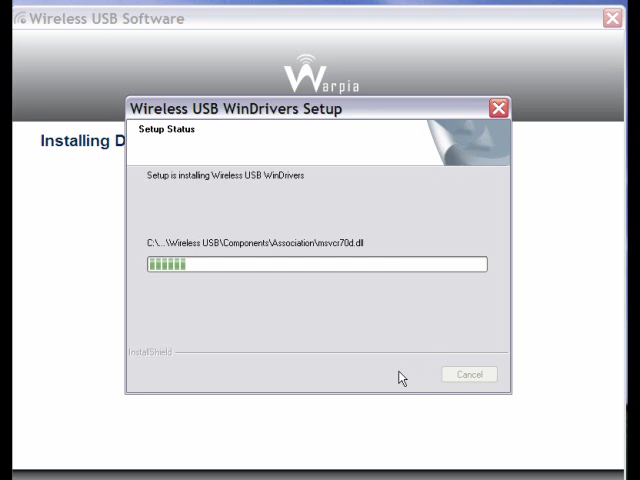 Wireless USB Software
Warpia
Wireless USB WinDrivers Setup
Setup Status
Installing D
Setup is installing Wireless USB WinDrivers
C:\...\Wireless USB\Components\Association\msvcr70d.dll
InstallShield
Cancel